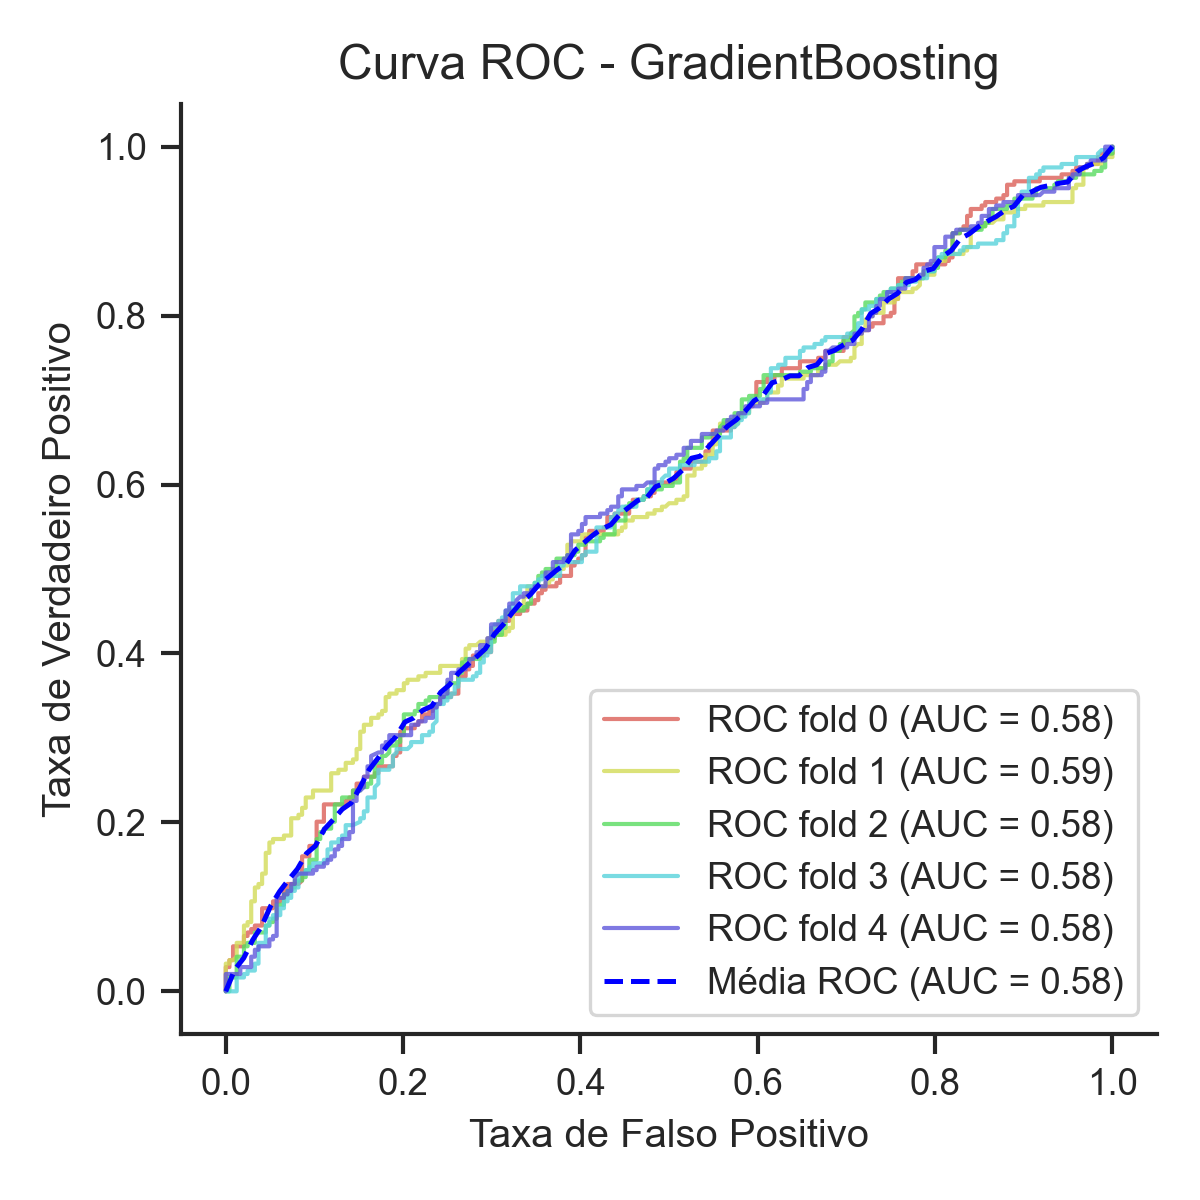 Curva ROC - GradientBoosting
Taxa de Verdadeiro Positivo
1.0
0.8
0.6
0.4
0.2
0.0
ROC fold 0 (AUC = 0.58)
ROC fold 1 (AUC = 0.59)
ROC fold 2 (AUC = 0.58)
ROC fold 3 (AUC = 0.58)
ROC fold 4 (AUC = 0.58)
Média ROC (AUC = 0.58)
0.0 0.2 0.4 0.6 0.8 1.0
Taxa de Falso Positivo